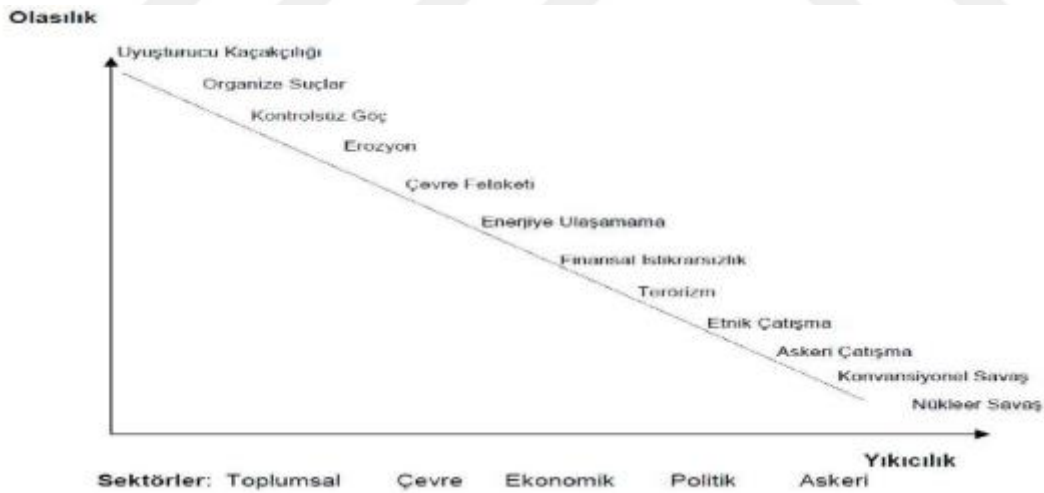 Olasılık
Uyuşturucu Kaçakçılığı
Organize Suçlar
Kontrolsüz Göç
Erozyon
Çevre Felaketi
Enerjiye Ulaşamama
Finansal İstikrarsızlık
Terörizm
Etnik Çatışma
Askeri Çatışma
Konvansiyonel Savaş
Nükleer Savaş
Yıkıcılık
Sektörler: Toplumsal Çevre Ekonomik Politik Askeri